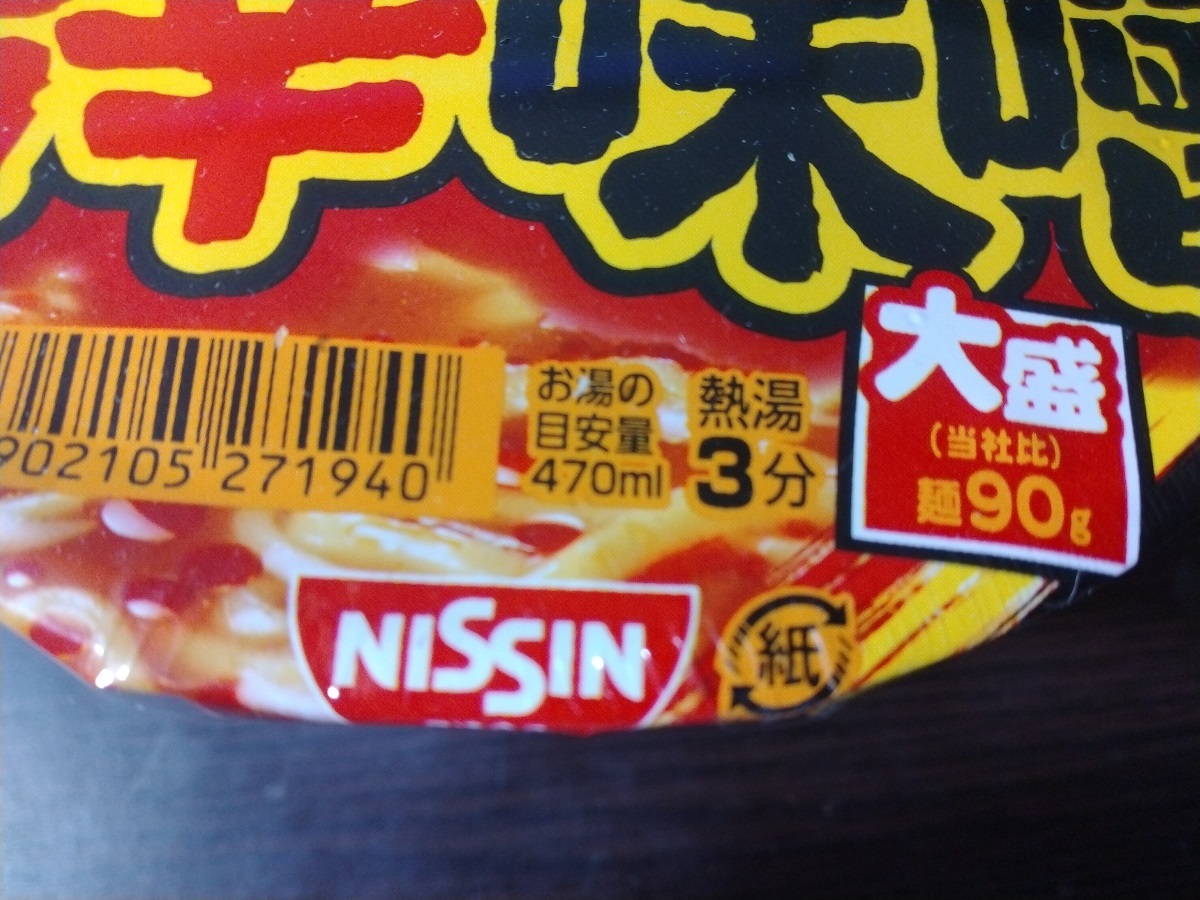 辛味噌
お湯の
目安量
470ml
熱湯
3分
大盛
(当社比)
麺90g
902105 271940
NISSIN
紙